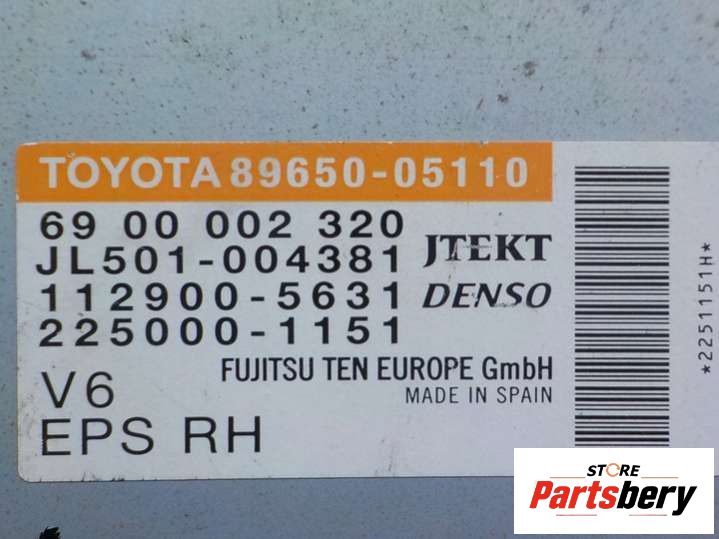 TOYOTA 89650-05110
69 00 002 320
JL501-004381 JTEKT
112900-5631 DENSO
225000-1151
FUJITSU TEN EUROPE GmbH
V6 MADE IN SPAIN
EPS RH
*2251151H*
STORE
Partsbery